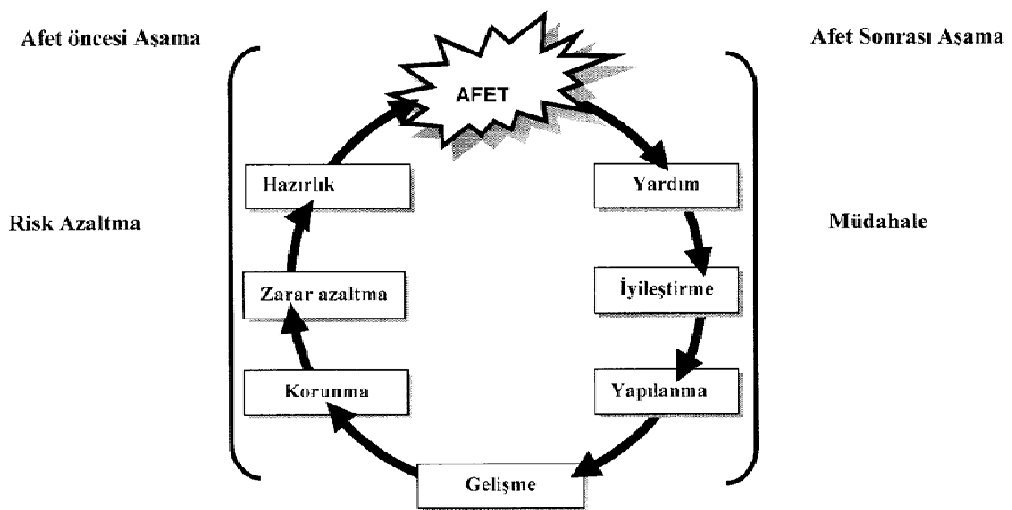 Afet öncesi Aşama
Afet Sonrası Aşama
AFET
Hazırlık
Yardım
Risk Azaltma
Müdahale
Zarar azaltma
İyileştirme
Korunma
Yapılanma
Gelişme